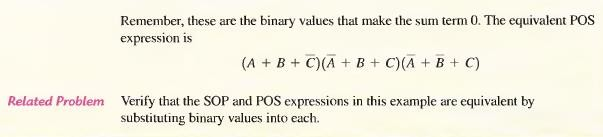 Remember, these are the binary values that make the sum term 0. The equivalent POS
expression is
(A + B + C̅)(A̅ + B + C)(A̅ + B̅ + C)
Related Problem Verify that the SOP and POS expressions in this example are equivalent by
substituting binary values into each.